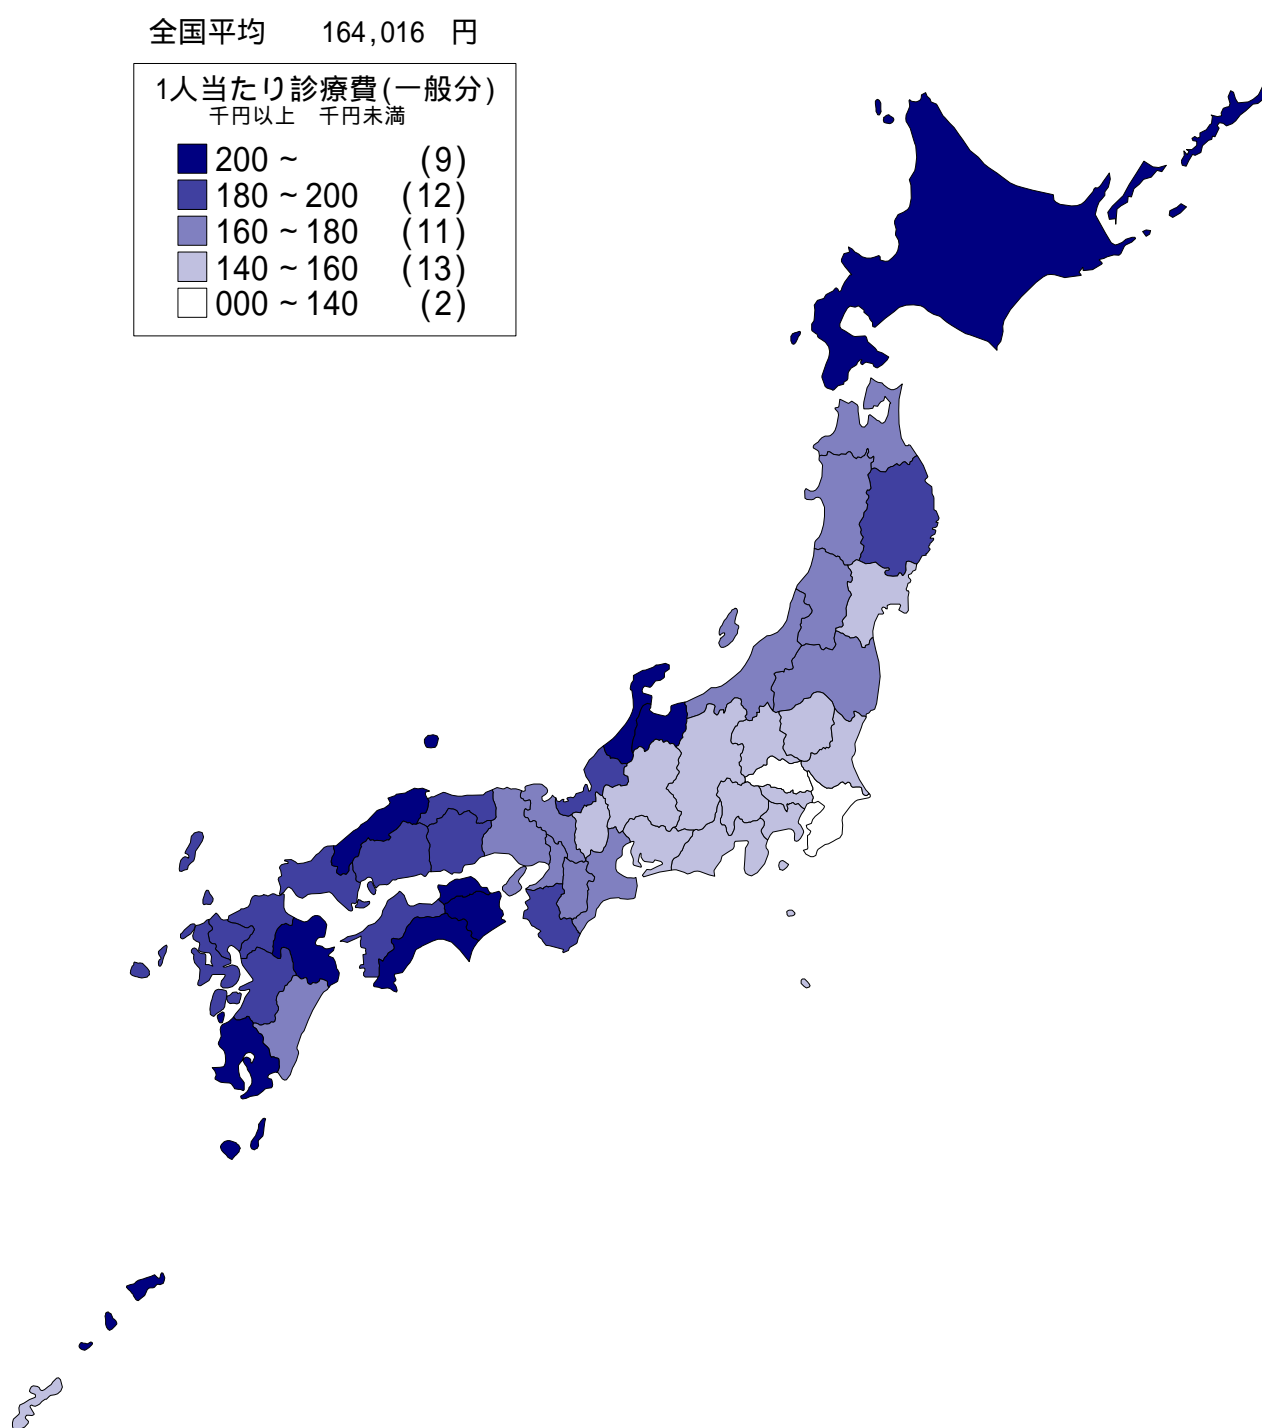 全国平均 164,016 円
1人当たり診療費(一般分)
千円以上 千円未満
200 ~ (9)
180 ~ 200 (12)
160 ~ 180 (11)
140 ~ 160 (13)
000 ~ 140 (2)